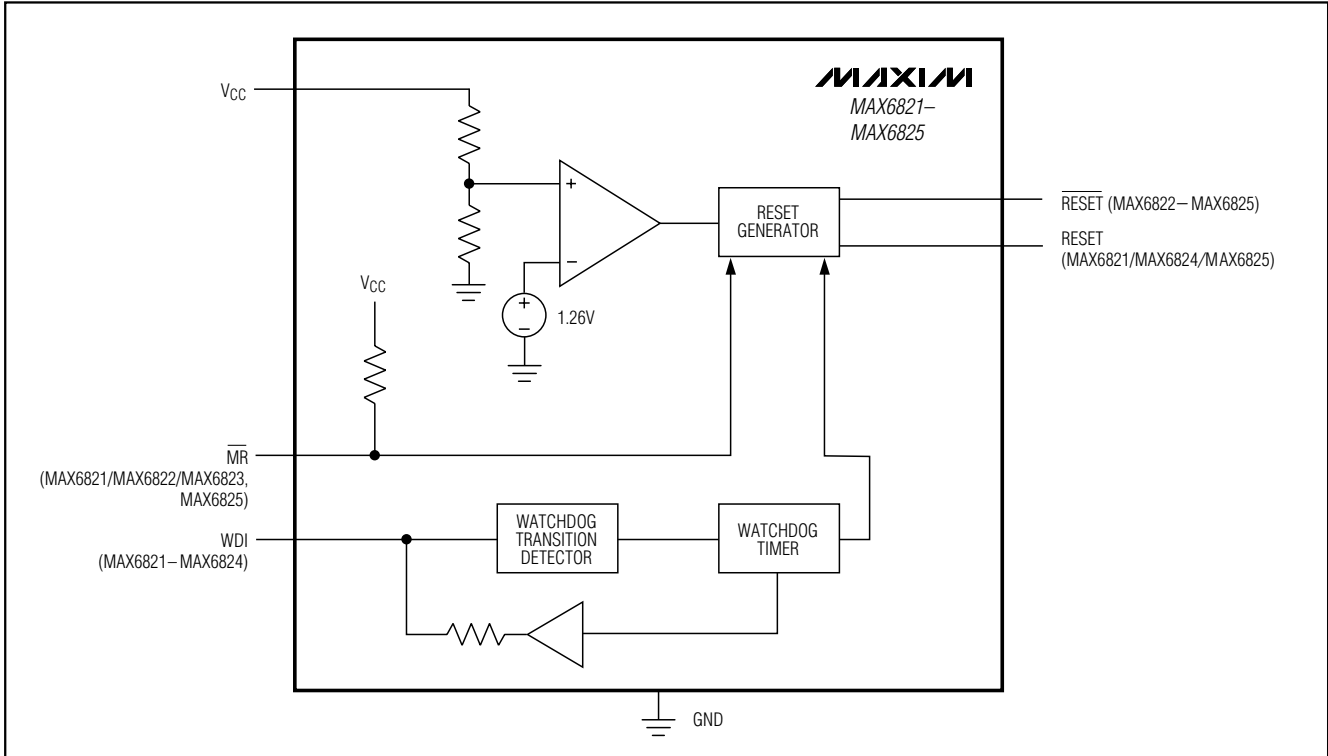 MAXIM
MAX6821–
MAX6825
VCC
+
−
RESET
GENERATOR
RESET (MAX6822–MAX6825)
RESET
(MAX6821/MAX6824/MAX6825)
VCC
+
−
1.26V
MR
(MAX6821/MAX6822/MAX6823,
MAX6825)
WDI
(MAX6821–MAX6824)
WATCHDOG
TRANSITION
DETECTOR
WATCHDOG
TIMER
GND